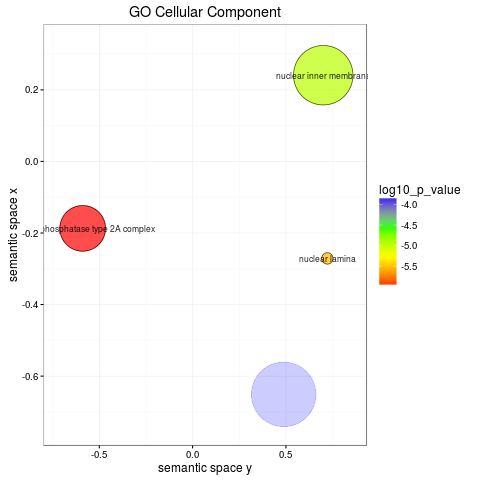 GO Cellular Component
nuclear inner membrane
phosphatase type 2A complex
nuclear lamina
0.2
0.0
-0.2
-0.4
-0.6
-0.5
0.0
0.5
semantic space x
semantic space y
log10_p_value
-4.0
-4.5
-5.0
-5.5